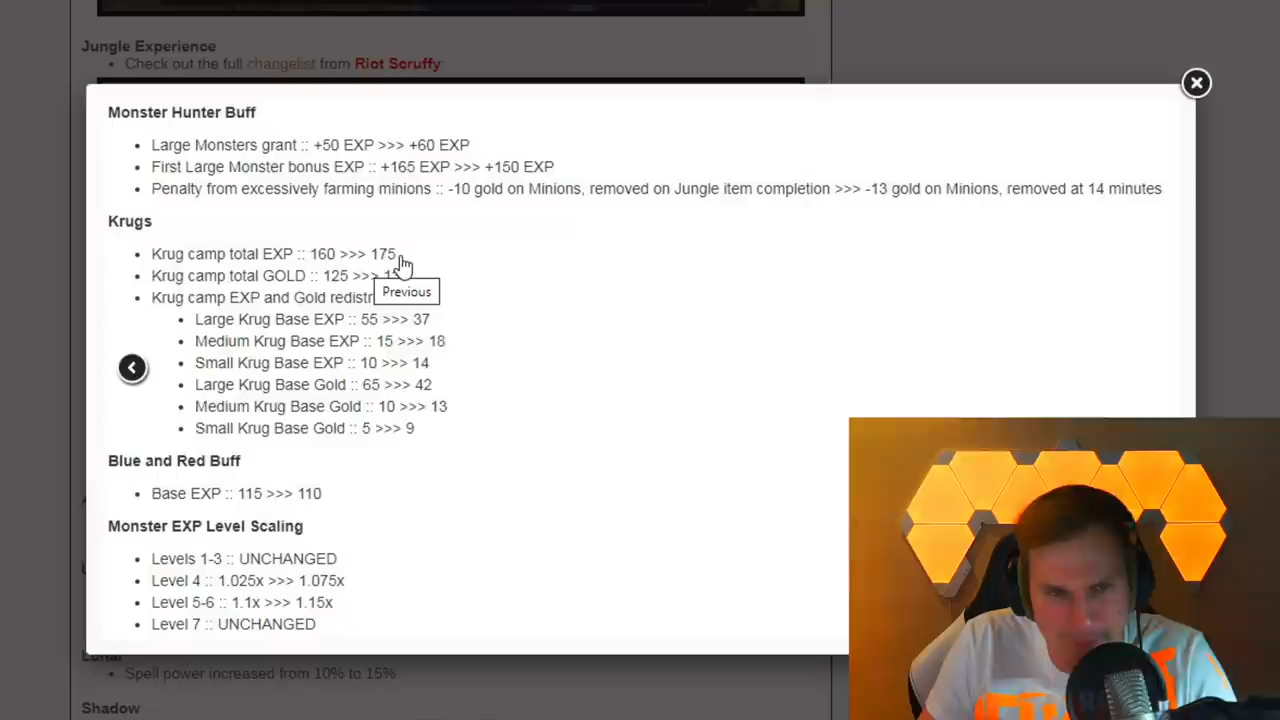 Jungle Experience
• Check out the full changelist from Riot Scruffy
Monster Hunter Buff
• Large Monsters grant :: +50 EXP >>> +60 EXP
• First Large Monster bonus EXP :: +165 EXP >>> +150 EXP
• Penalty from excessively farming minions :: -10 gold on Minions, removed on Jungle item completion >>> -13 gold on Minions, removed at 14 minutes
Krugs
• Krug camp total EXP :: 160 >>> 175
• Krug camp total GOLD :: 125 >>>
• Krug camp EXP and Gold
Previous
• Large Krug Base EXP :: 55 >>> 37
• Medium Krug Base EXP :: 15 >>> 18
• Small Krug Base EXP :: 10 >>> 14
• Large Krug Base Gold :: 65 >>> 42
• Medium Krug Base Gold :: 10 >>> 13
• Small Krug Base Gold :: 5 >>> 9
Blue and Red Buff
• Base EXP :: 115 >>> 110
Monster EXP Level Scaling
• Levels 1-3 :: UNCHANGED
• Level 4 :: 1.025x >>> 1.075x
• Level 5-6 :: 1.1x >>> 1.15x
• Level 7 :: UNCHANGED
• Spell power increased from 10% to 15%
Shadow